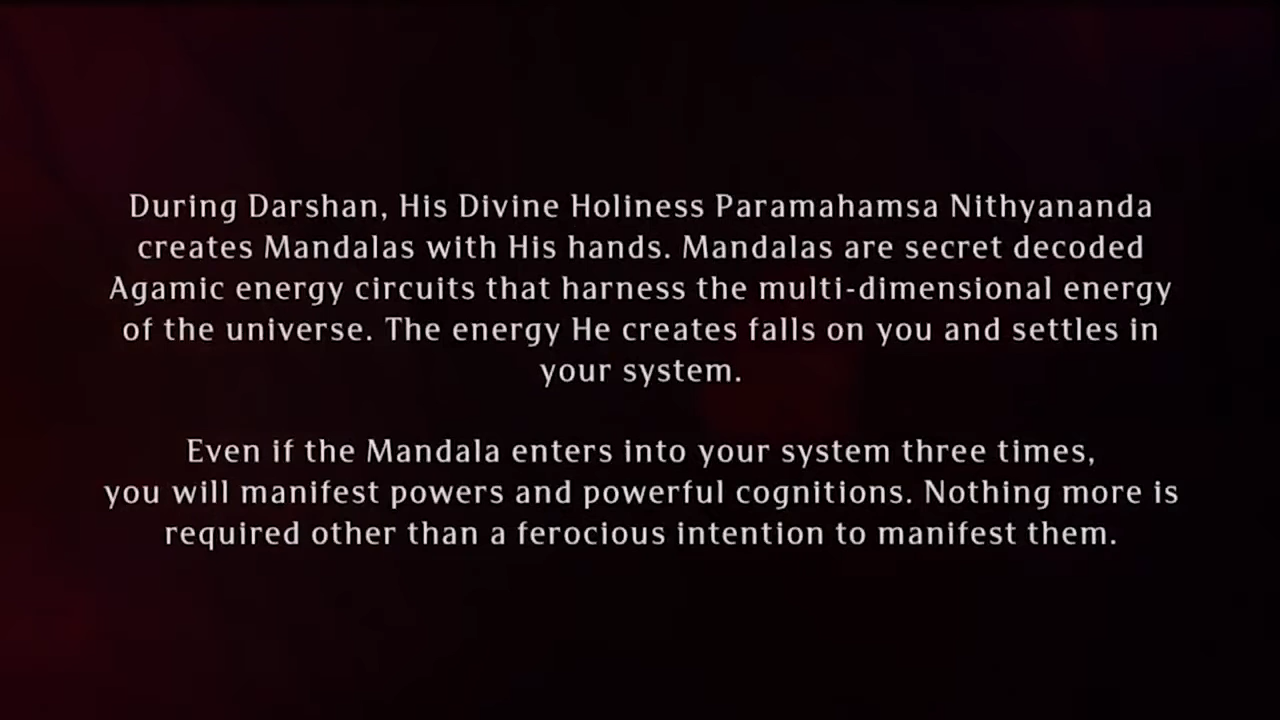 During Darshan, His Divine Holiness Paramahamsa Nithyananda
creates Mandalas with His hands. Mandalas are secret decoded
Agamic energy circuits that harness the multi-dimensional energy
of the universe. The energy He creates falls on you and settles in
your system.
Even if the Mandala enters into your system three times,
you will manifest powers and powerful cognitions. Nothing more is
required other than a ferocious intention to manifest them.